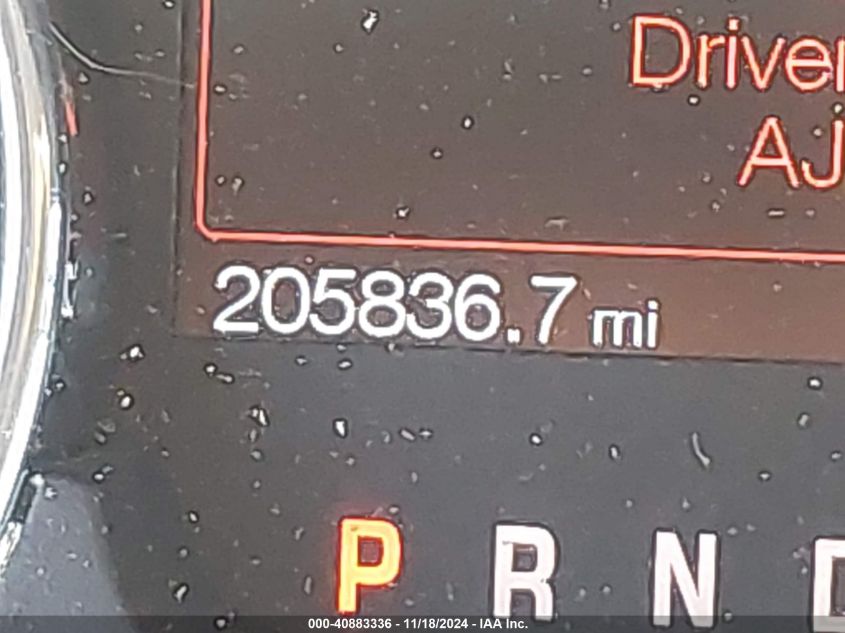 Driver
AJ
205836.7 mi
P R N D
000-40883336 - 11/18/2024 - IAA Inc.